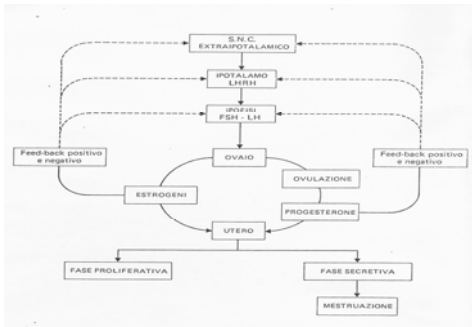 S.N.C.
EXTRAIPOTALAMICO
IPOTALAMO
LHRH
IPOFISI
FSH - LH
Feed-back positivo
e negativo
OVAIO
Feed-back positivo
e negativo
OVULAZIONE
ESTROGENI
PROGESTERONE
UTERO
FASE PROLIFERATIVA
FASE SECRETIVA
MESTRUAZIONE